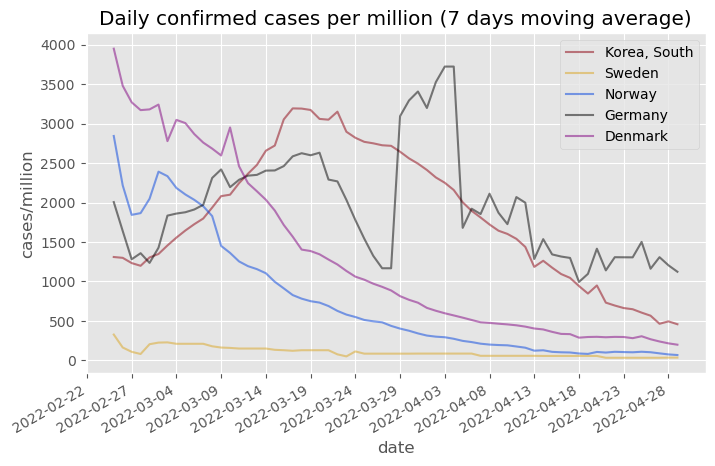 Daily confirmed cases per million (7 days moving average)
Korea, South
Sweden
Norway
Germany
Denmark
cases/million
4000
3500
3000
2500
2000
1500
1000
500
0
2022-02-22
2022-02-27
2022-03-04
2022-03-09
2022-03-14
2022-03-19
2022-03-24
2022-03-29
2022-04-03
2022-04-08
2022-04-13
2022-04-18
2022-04-23
2022-04-28
date